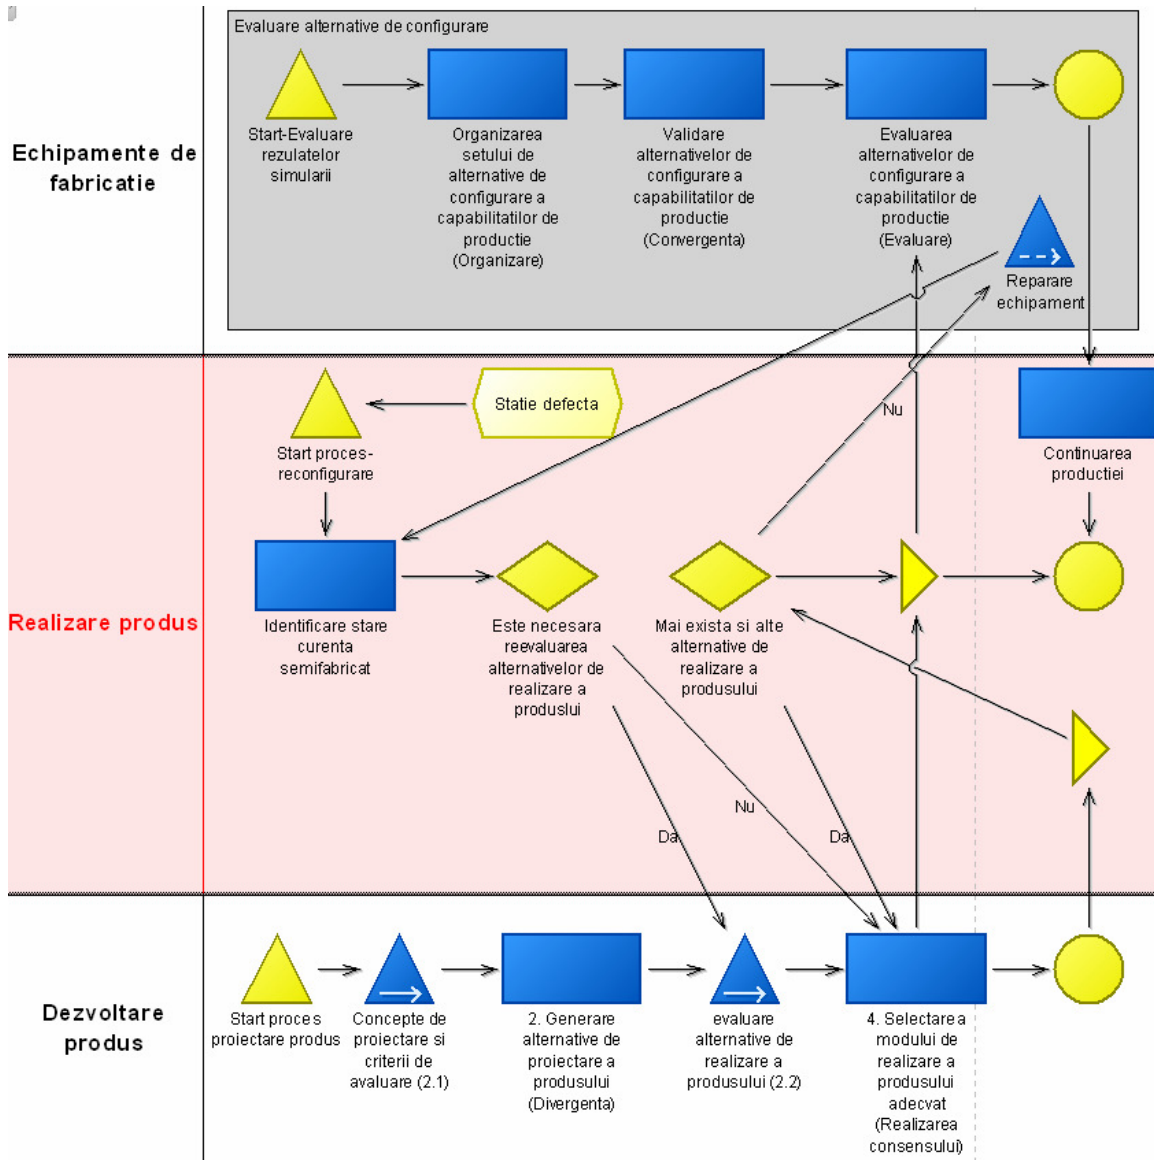 Evaluare alternative de configurare
Echipamente de
fabricatie
Start-Evaluare
rezulatelor
simularii
Organizarea
setului de
alternative de
configurare a
capabilitatilor de
productie
(Organizare)
Validare
alternativelor de
configurare a
capabilitatilor de
productie
(Convergenta)
Evaluarea
alternativelor de
configurare a
capabilitatilor de
productie
(Evaluare)
Reparare
echipament
Realizare produs
Statie defecta
Start proces-
reconfigurare
Nu
Continuarea
productiei
Identificare stare
curenta
semifabricat
Este necesara
reevaluarea
alternativelor de
realizare a
produslui
Mai exista si alte
alternative de
realizare a
produsului
Nu
Da
Da
Dezvoltare
produs
Start proces
proiectare produs
Concepte de
proiectare si
criterii de
avaluare (2.1)
2. Generare
alternative de
proiectare a
produsului
(Divergenta)
evaluare
alternative de
realizare a
produsului (2.2)
4. Selectarea
modului de
realizare a
produsului
adecvat
(Realizarea
consensului)